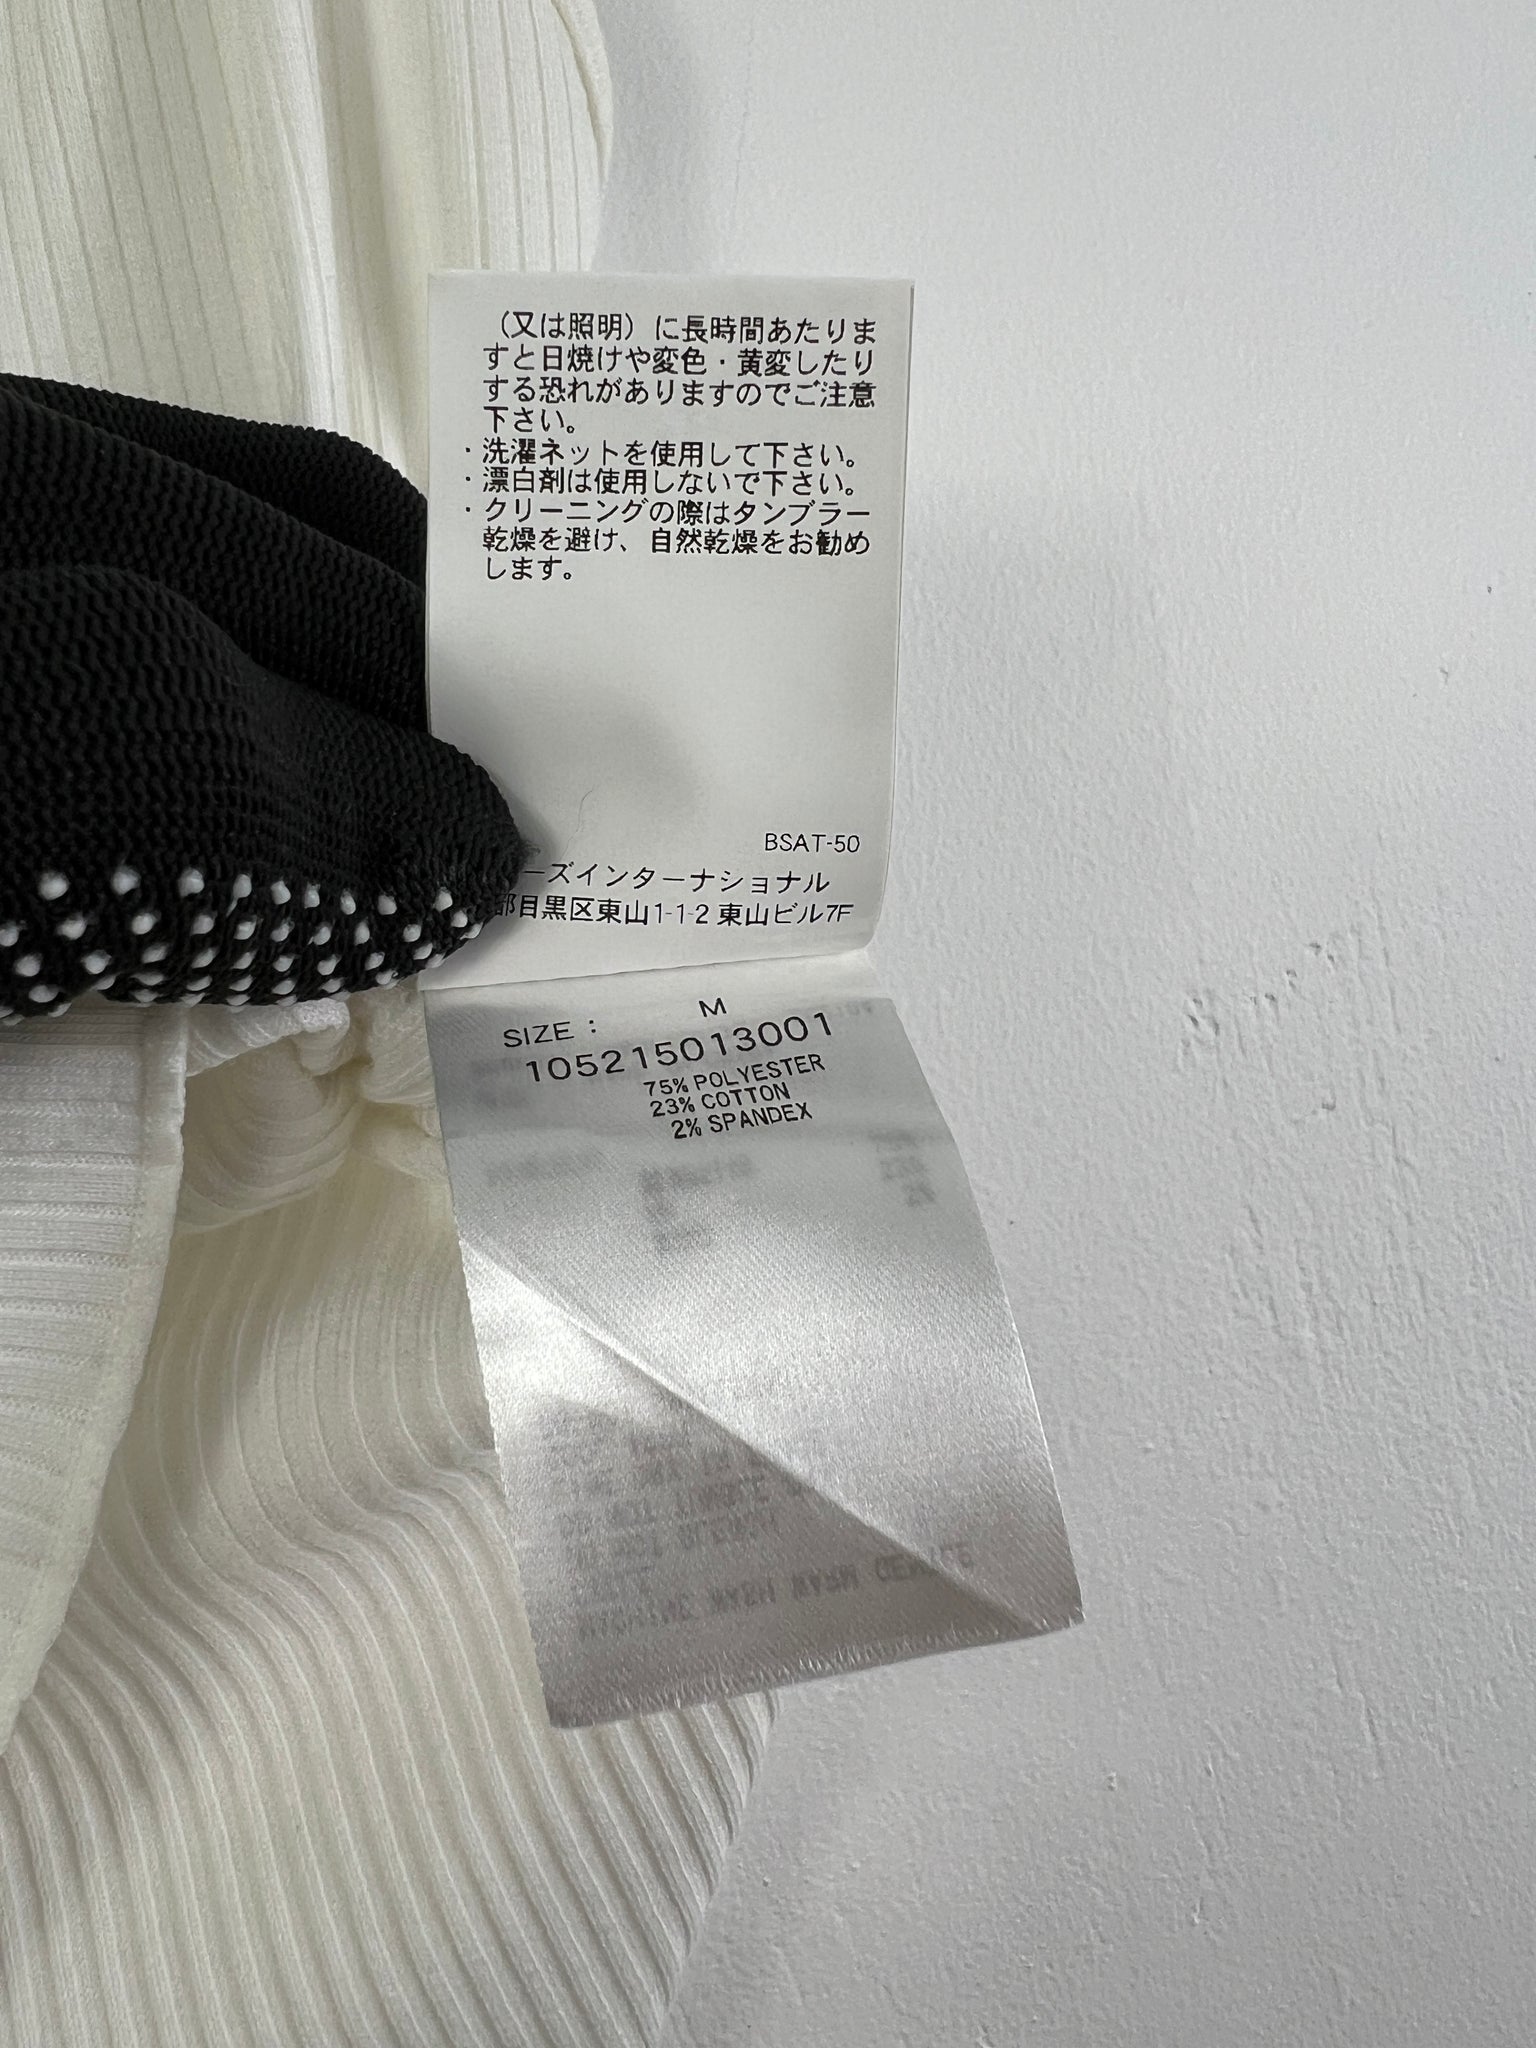 （又は照明）に長時間あたりま
すと日焼けや変色・黄変したり
する恐れがありますのでご注意
下さい。
・洗濯ネットを使用して下さい。
・漂白剤は使用しないで下さい。
・クリーニングの際はタンブラー
乾燥を避け、自然乾燥をお勧め
します。
BSAT-50
ーズインターナショナル
都目黒区東山1-1-2 東山ビル7F
SIZE : M
105215013001
75% POLYESTER
23% COTTON
2% SPANDEX